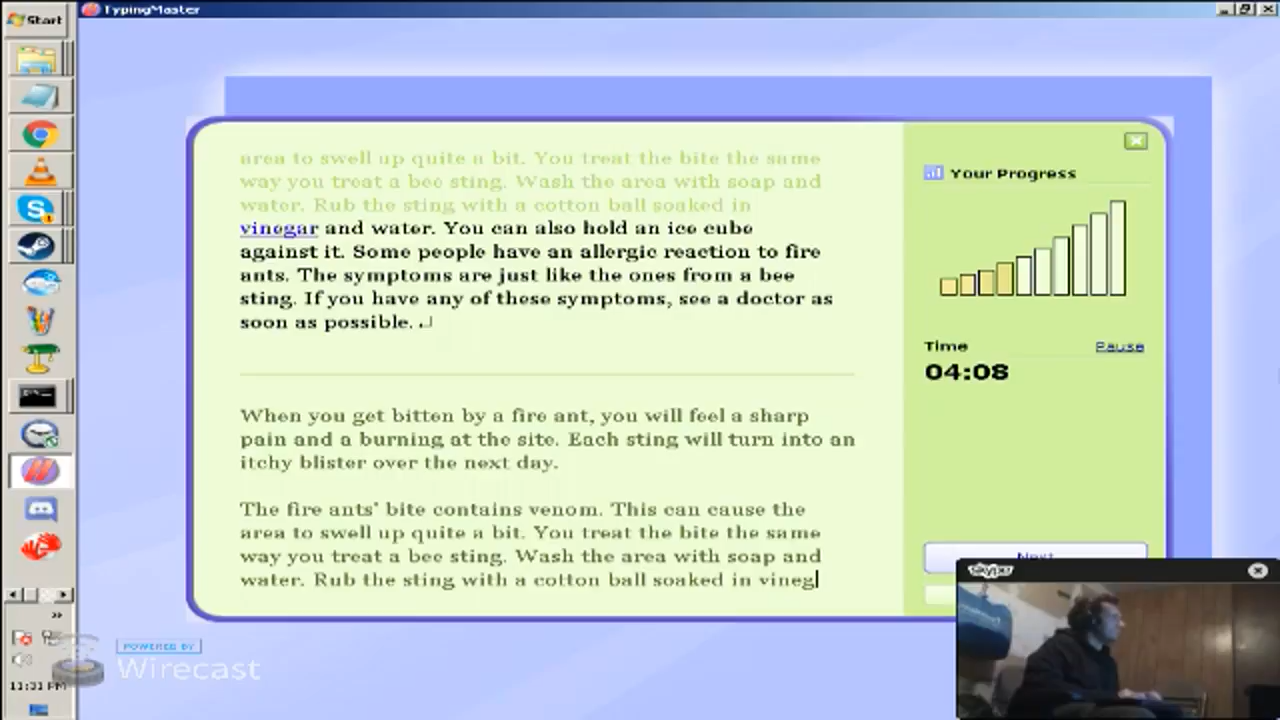 Start
TypingMaster
area to swell up quite a bit. You treat the bite the same
way you treat a bee sting. Wash the area with soap and
water. Rub the sting with a cotton ball soaked in
vinegar and water. You can also hold an ice cube
against it. Some people have an allergic reaction to fire
ants. The symptoms are just like the ones from a bee
sting. If you have any of these symptoms, see a doctor as
soon as possible.
Your Progress
Time
Pause
04:08
When you get bitten by a fire ant, you will feel a sharp
pain and a burning at the site. Each sting will turn into an
itchy blister over the next day.
The fire ants' bite contains venom. This can cause the
area to swell up quite a bit. You treat the bite the same
way you treat a bee sting. Wash the area with soap and
water. Rub the sting with a cotton ball soaked in vineg
Next
skype
POWERED BY
Wirecast
11:31 PM